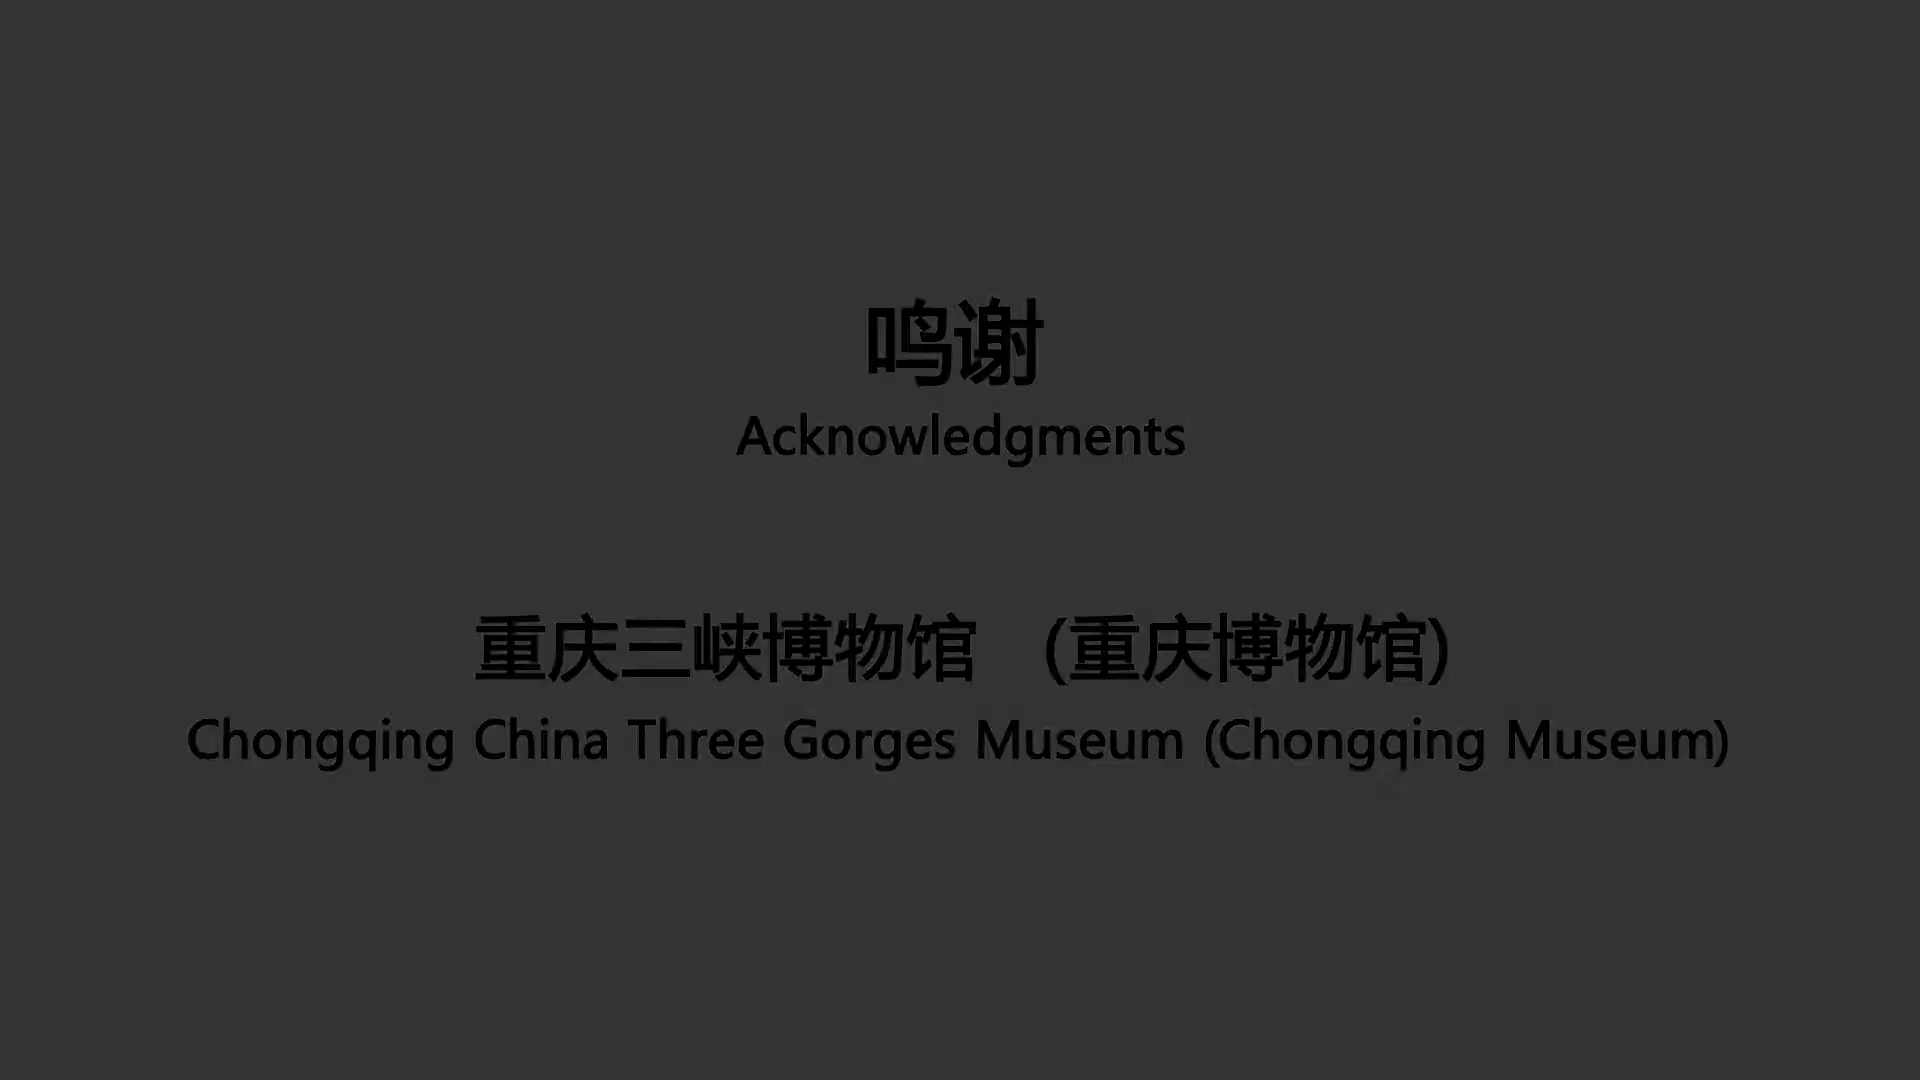 鸣谢
Acknowledgments
重庆三峡博物馆 (重庆博物馆)
Chongqing China Three Gorges Museum (Chongqing Museum)